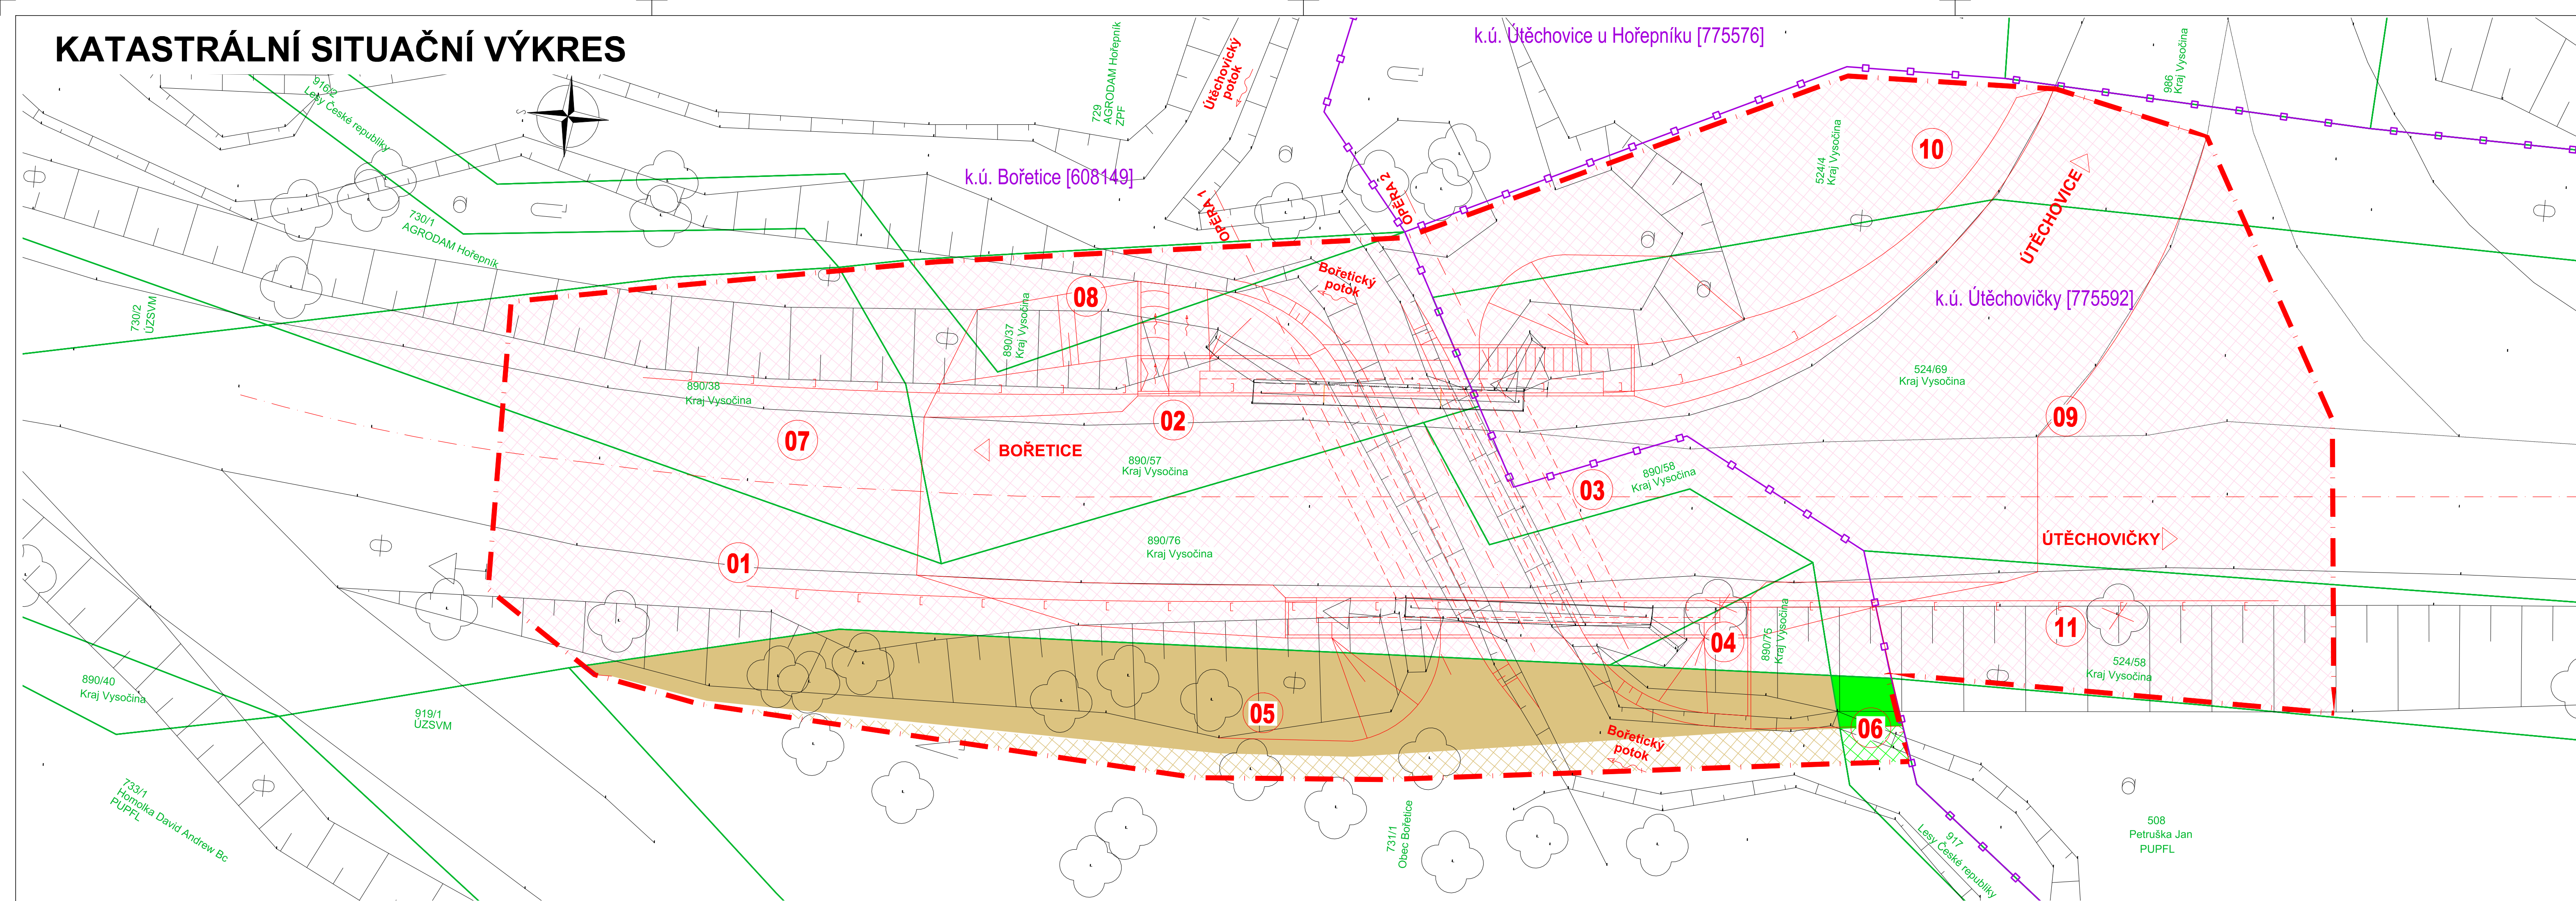 KATASTRÁLNÍ SITUAČNÍ VÝKRES
k.ú. Útěchovice u Hořepníku [775576]
k.ú. Bořetice [608149]
k.ú. Útěchovičky [775592]
916/2
Lesy České republiky
S
729
AGRODAM Hořepník
ZPF
Útěchovický
potok
986
Kraj Vysočina
524/4
Kraj Vysočina
10
730/1
AGRODAM Hořepník
OPĚRA 1
OPĚRA 2
ÚTĚCHOVICE
730/2
ÚZSVM
08
Bořetický
potok
890/37
Kraj Vysočina
890/38
Kraj Vysočina
524/69
Kraj Vysočina
07
02
09
BOŘETICE
890/57
Kraj Vysočina
03
890/58
Kraj Vysočina
890/76
Kraj Vysočina
ÚTĚCHOVIČKY
01
04
890/75
Kraj Vysočina
11
524/58
Kraj Vysočina
890/40
Kraj Vysočina
919/1
ÚZSVM
05
06
Bořetický
potok
733/1
Homolka David Andrew Bc
PUPFL
731/1
Obec Bořetice
917
Lesy České republiky
508
Petruška Jan
PUPFL